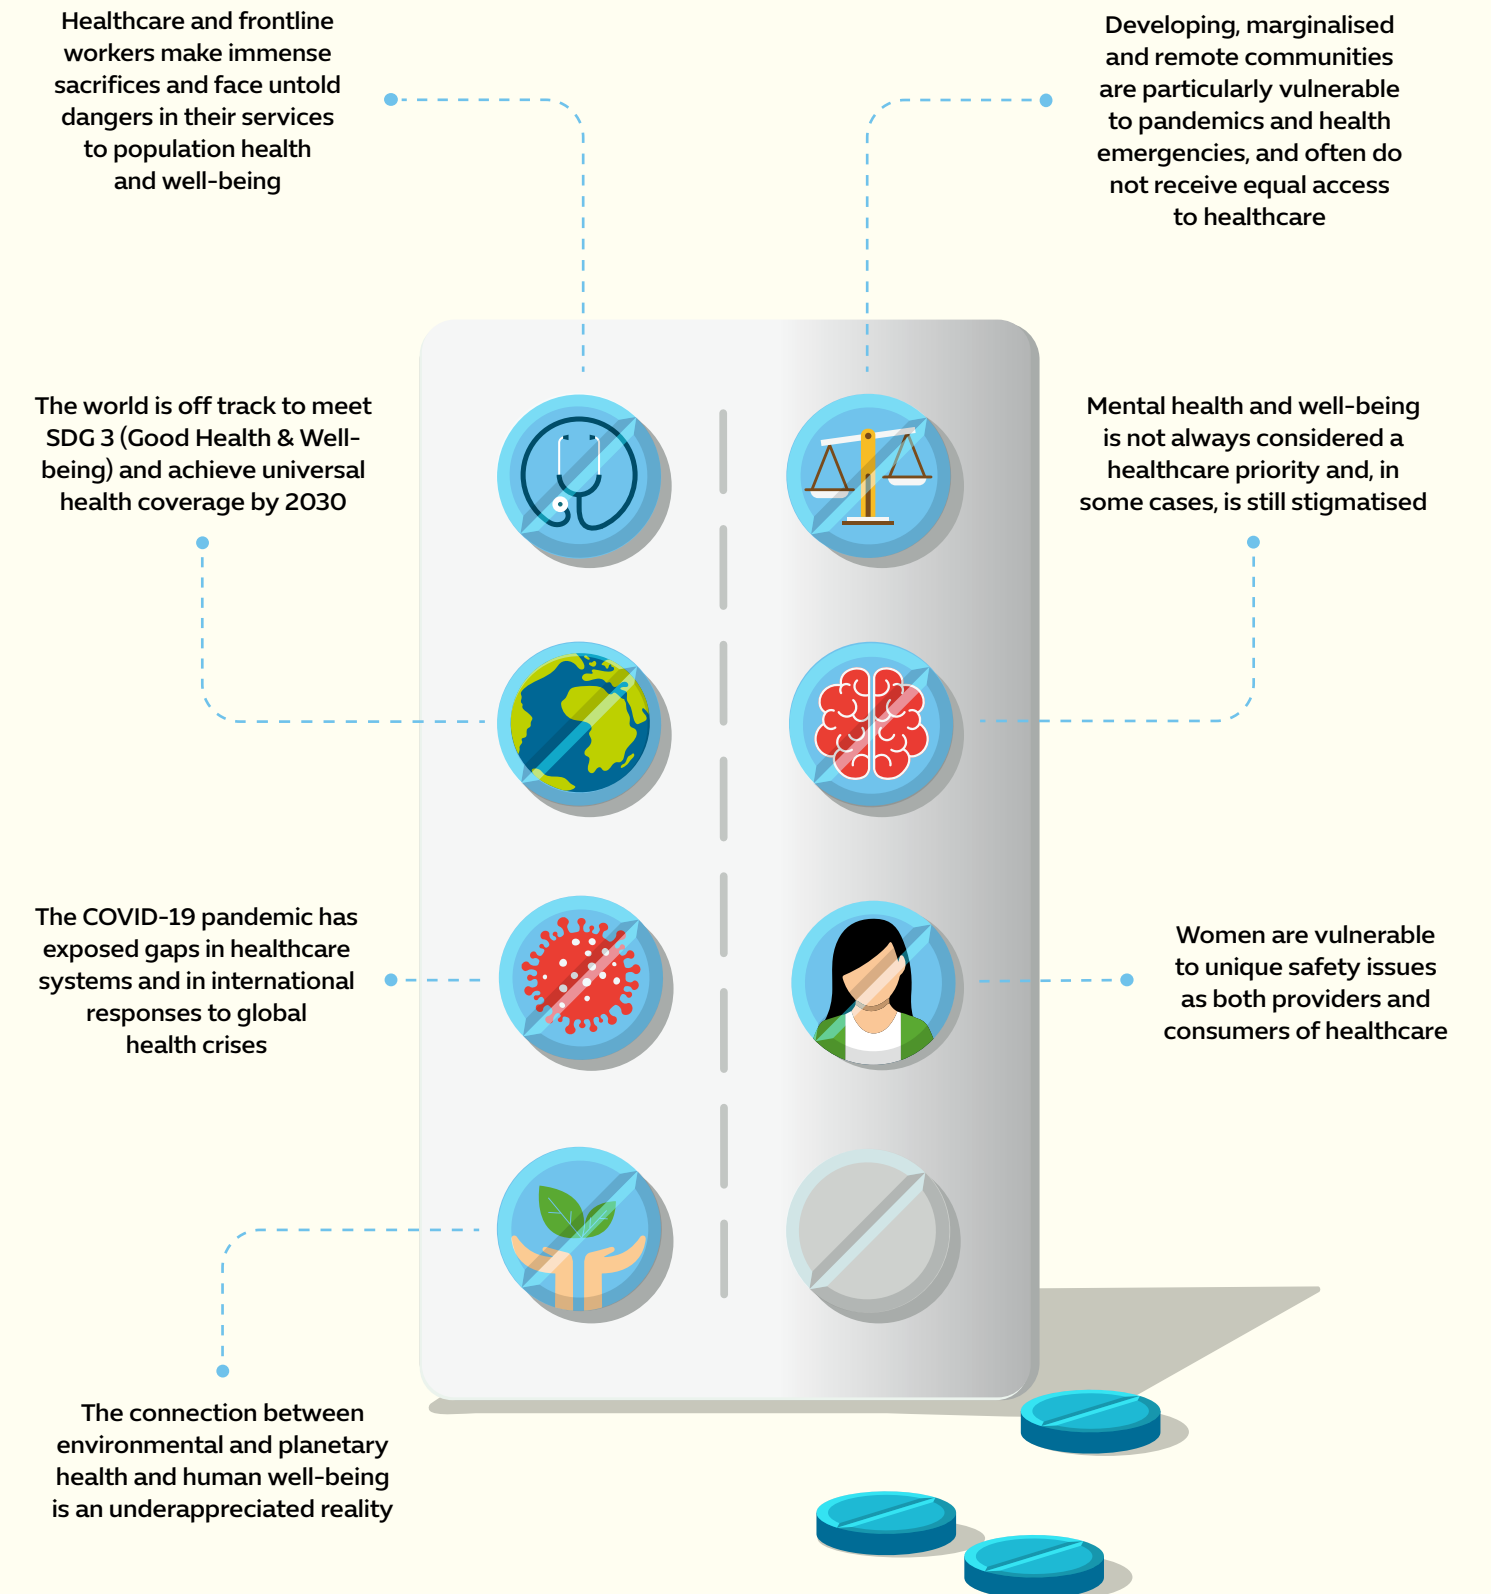 Healthcare and frontline
workers make immense
sacrifices and face untold
dangers in their services
to population health
and well-being
Developing, marginalised
and remote communities
are particularly vulnerable
to pandemics and health
emergencies, and often do
not receive equal access
to healthcare
The world is off track to meet
SDG 3 (Good Health & Well-
being) and achieve universal
health coverage by 2030
Mental health and well-being
is not always considered a
healthcare priority and, in
some cases, is still stigmatised
The COVID-19 pandemic has
exposed gaps in healthcare
systems and in international
responses to global
health crises
Women are vulnerable
to unique safety issues
as both providers and
consumers of healthcare
The connection between
environmental and planetary
health and human well-being
is an underappreciated reality